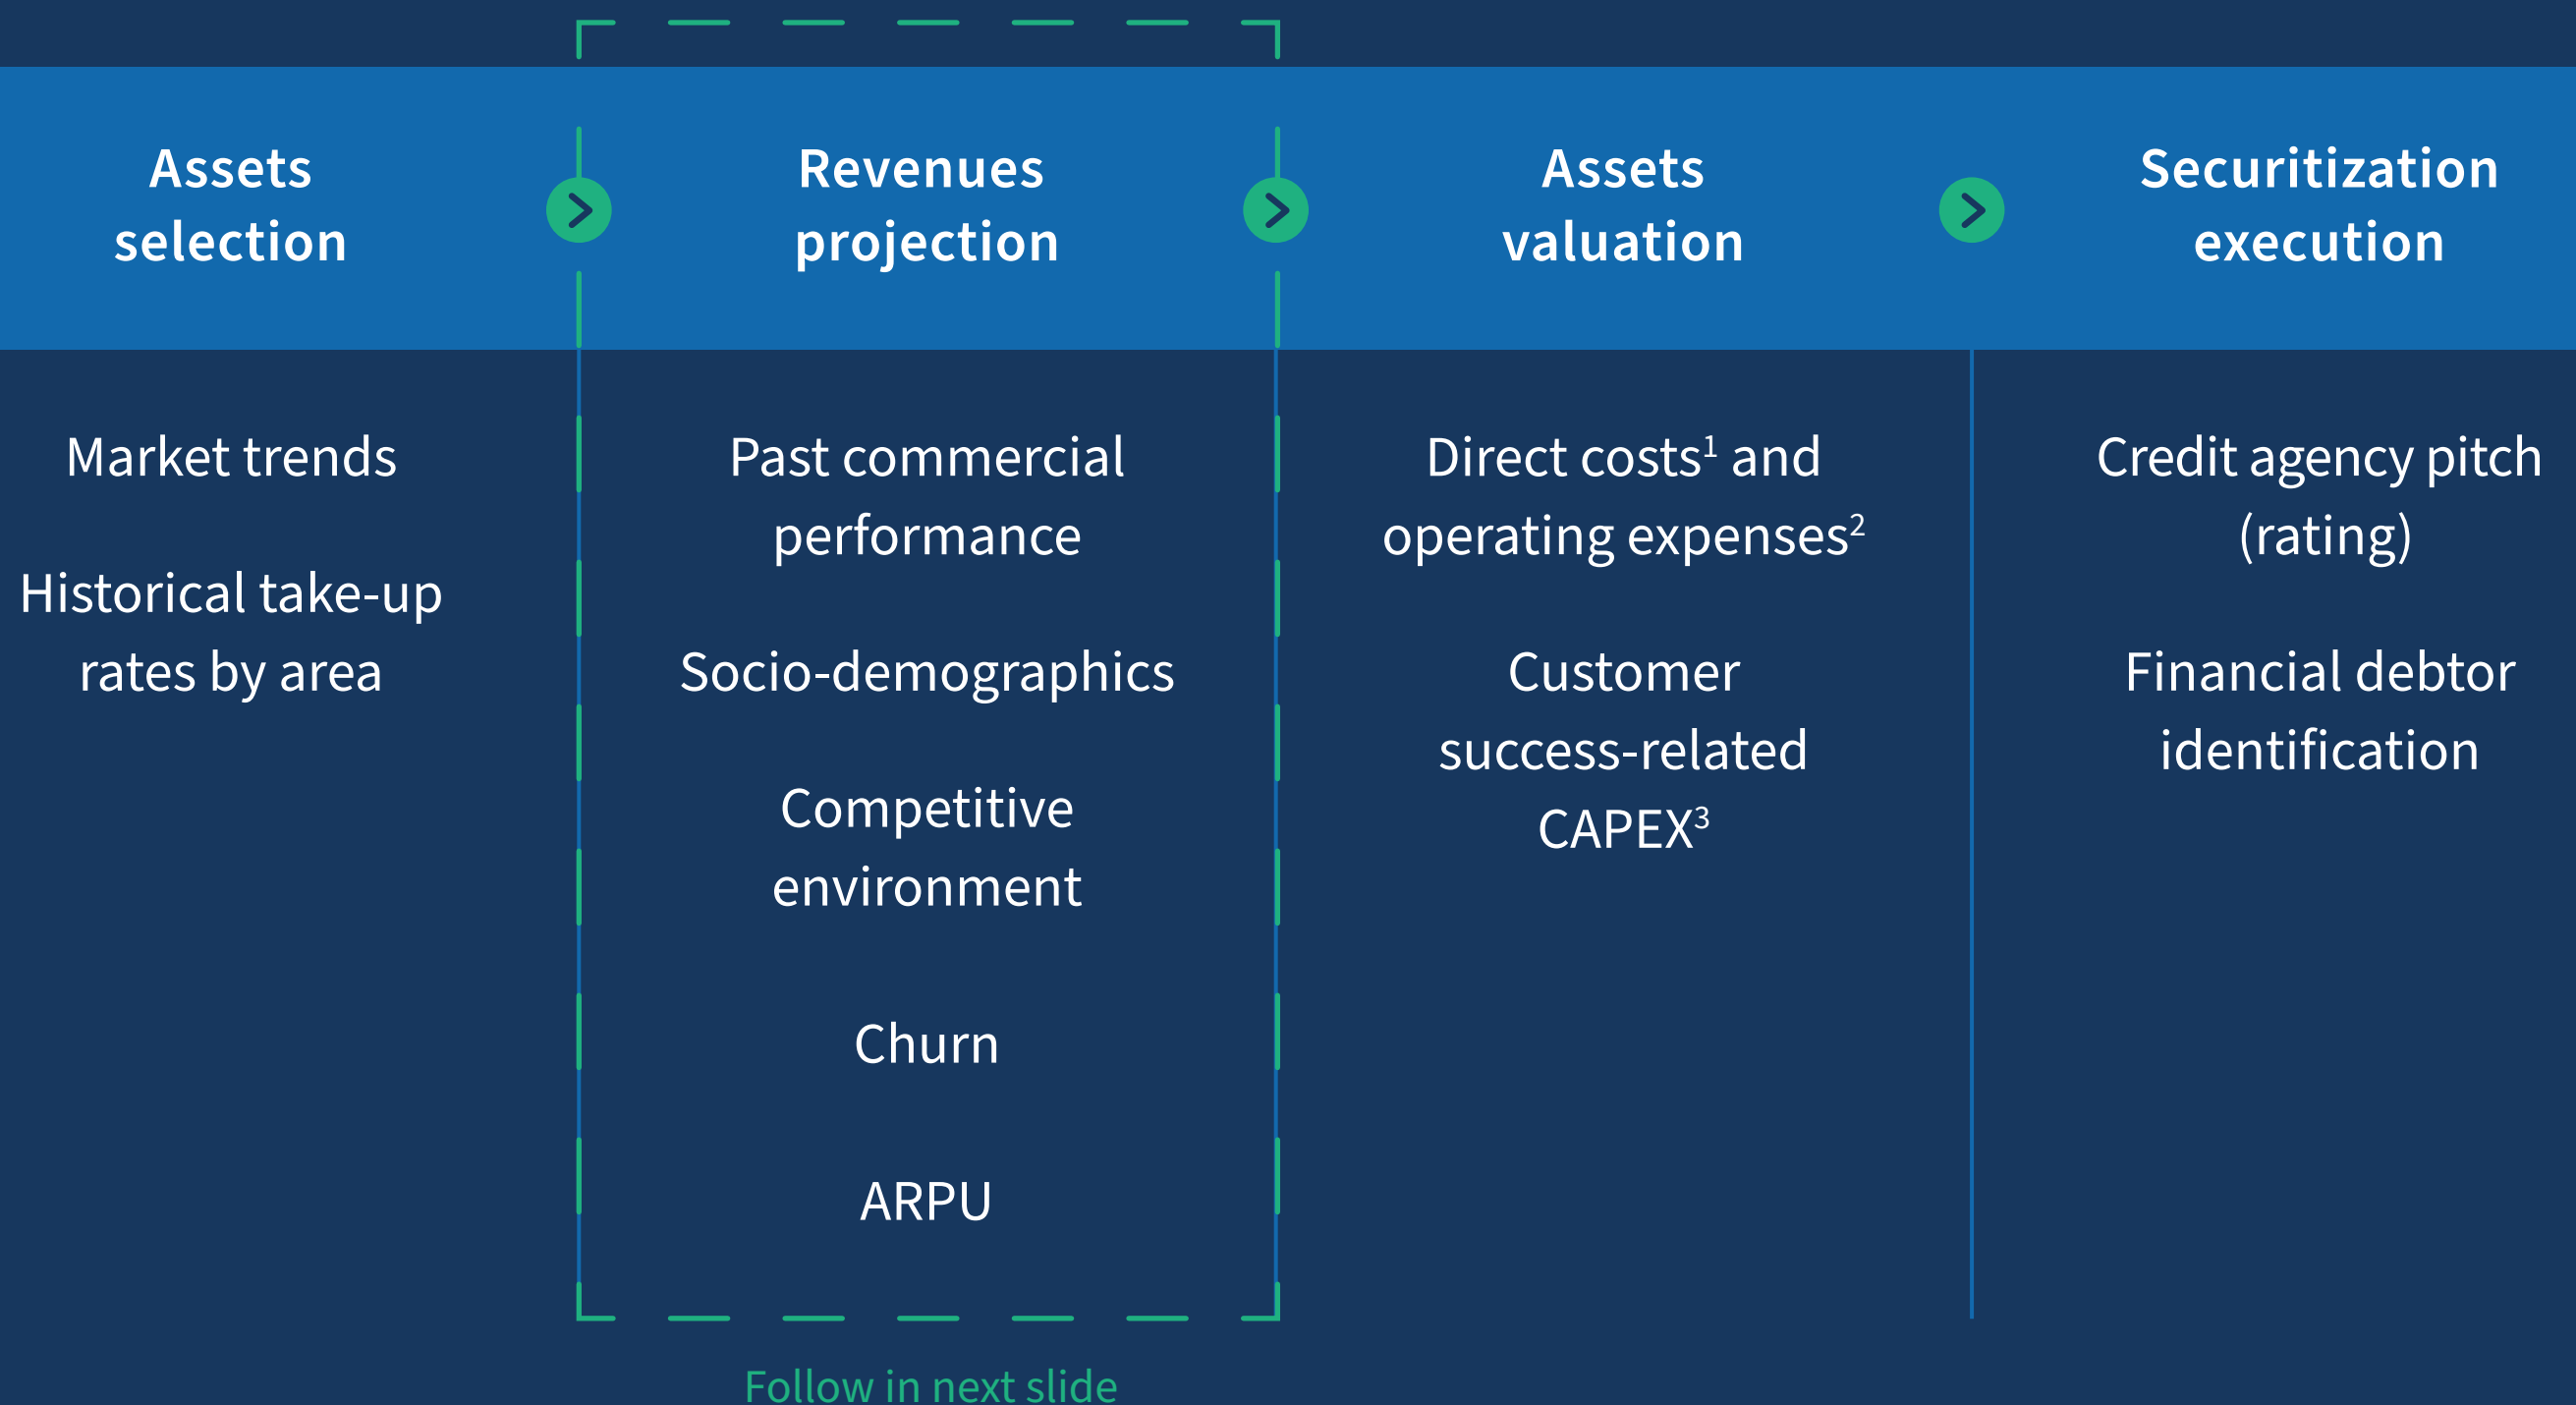 Assets
selection
Revenues
projection
Assets
valuation
Securitization
execution
Market trends
Historical take-up
rates by area
Past commercial
performance
Socio-demographics
Competitive
environment
Churn
ARPU
Direct costs¹ and
operating expenses²
Customer
success-related
CAPEX³
Credit agency pitch
(rating)
Financial debtor
identification
Follow in next slide